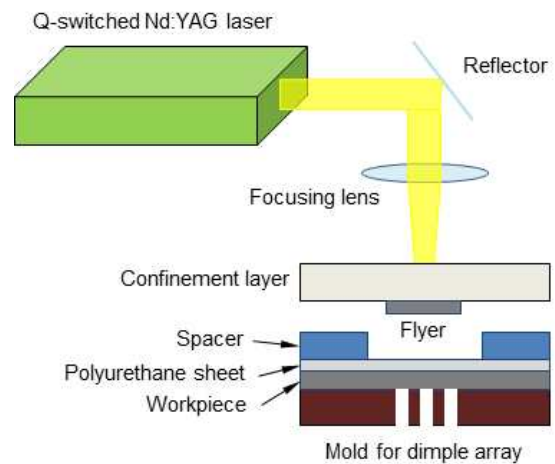 Q-switched Nd:YAG laser
Reflector
Focusing lens
Confinement layer
Flyer
Spacer
Polyurethane sheet
Workpiece
Mold for dimple array